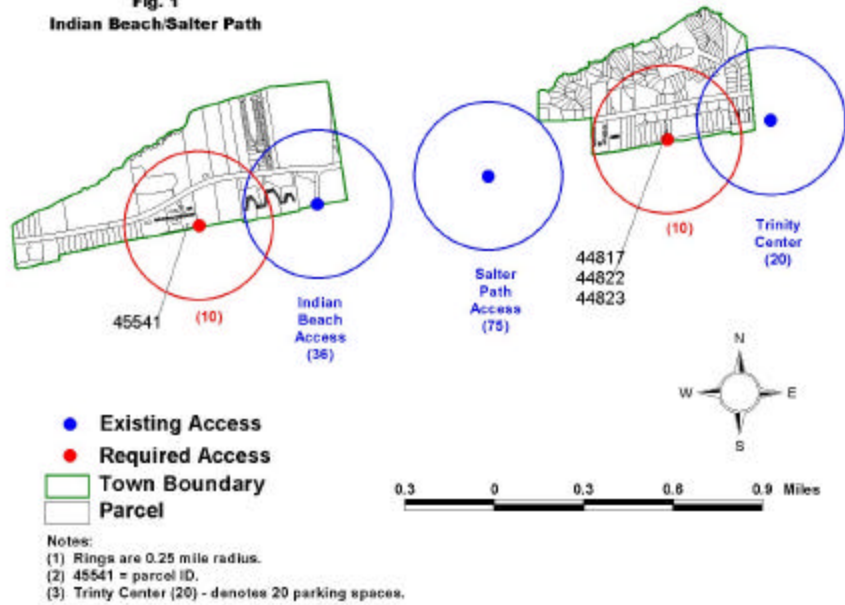 Fig. 1
Indian Beach/Salter Path
45541
(10)
Indian
Beach
Access
(36)
Salter
Path
Access
(75)
44817
44822
44823
(10)
Trinity
Center
(20)
N
W
E
S
Existing Access
Required Access
Town Boundary
Parcel
0.3 0 0.3 0.6 0.9 Miles
Notes:
(1) Rings are 0.25 mile radius.
(2) 45541 = parcel ID.
(3) Trinty Center (20) - denotes 20 parking spaces.